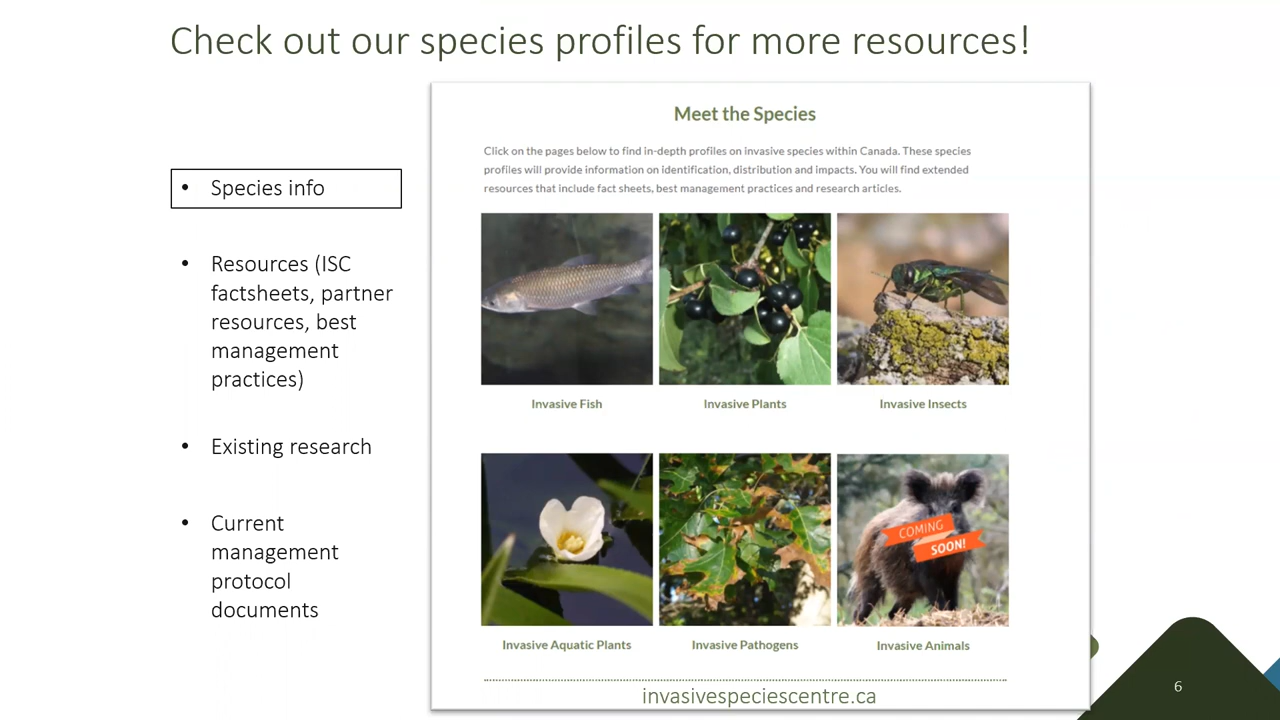 Check out our species profiles for more resources!
• Species info
• Resources (ISC
factsheets, partner
resources, best
management
practices)
• Existing research
• Current
management
protocol
documents
Meet the Species
Click on the pages below to find in-depth profiles on invasive species within Canada. These species
profiles will provide information on identification, distribution and impacts. You will find extended
resources that include fact sheets, best management practices and research articles.
Invasive Fish
Invasive Plants
Invasive Insects
COMING
SOON!
Invasive Aquatic Plants
Invasive Pathogens
Invasive Animals
invasivespeciescentre.ca
6